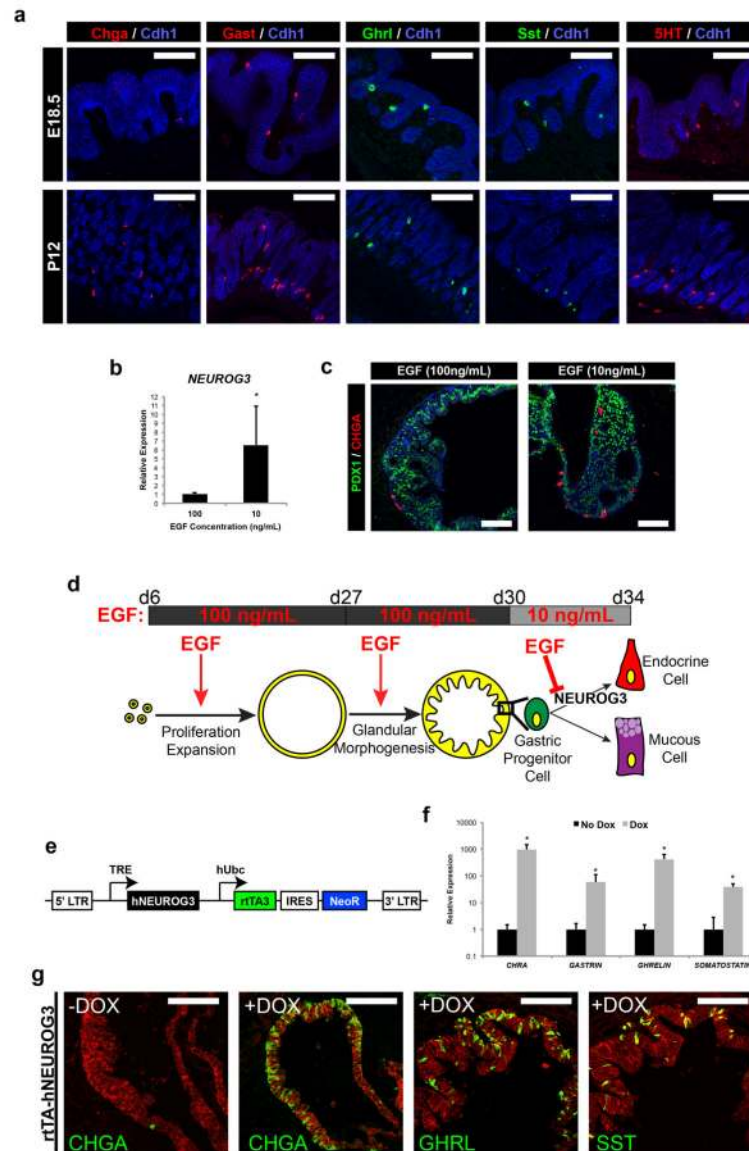 a
Chga / Cdh1 Gast / Cdh1 Ghrl / Cdh1 Sst / Cdh1 5HT / Cdh1
E18.5
P12
b
NEUROG3
Relative Expression
12
11
10
9
8
7
6
5
4
3
2
1
0
*
100 10
EGF Concentration (ng/mL)
c
EGF (100ng/mL) EGF (10ng/mL)
PDX1 / CHGA
d
d6 d27 d30 d34
EGF: 100 ng/mL 100 ng/mL 10 ng/mL
EGF EGF EGF
Proliferation
Expansion
Glandular
Morphogenesis
Gastric
Progenitor
Cell
NEUROG3
Endocrine
Cell
Mucous
Cell
e
TRE hUbc
5' LTR hNEUROG3 rtTA3 IRES NeoR 3' LTR
f
No Dox Dox
Relative Expression
10000
1000
100
10
1
0.1
* * * *
CHRA GASTRIN GHRELIN SOMATOSTATIN
g
rtTA-hNEUROG3
-DOX +DOX +DOX +DOX
CHGA CHGA GHRL SST